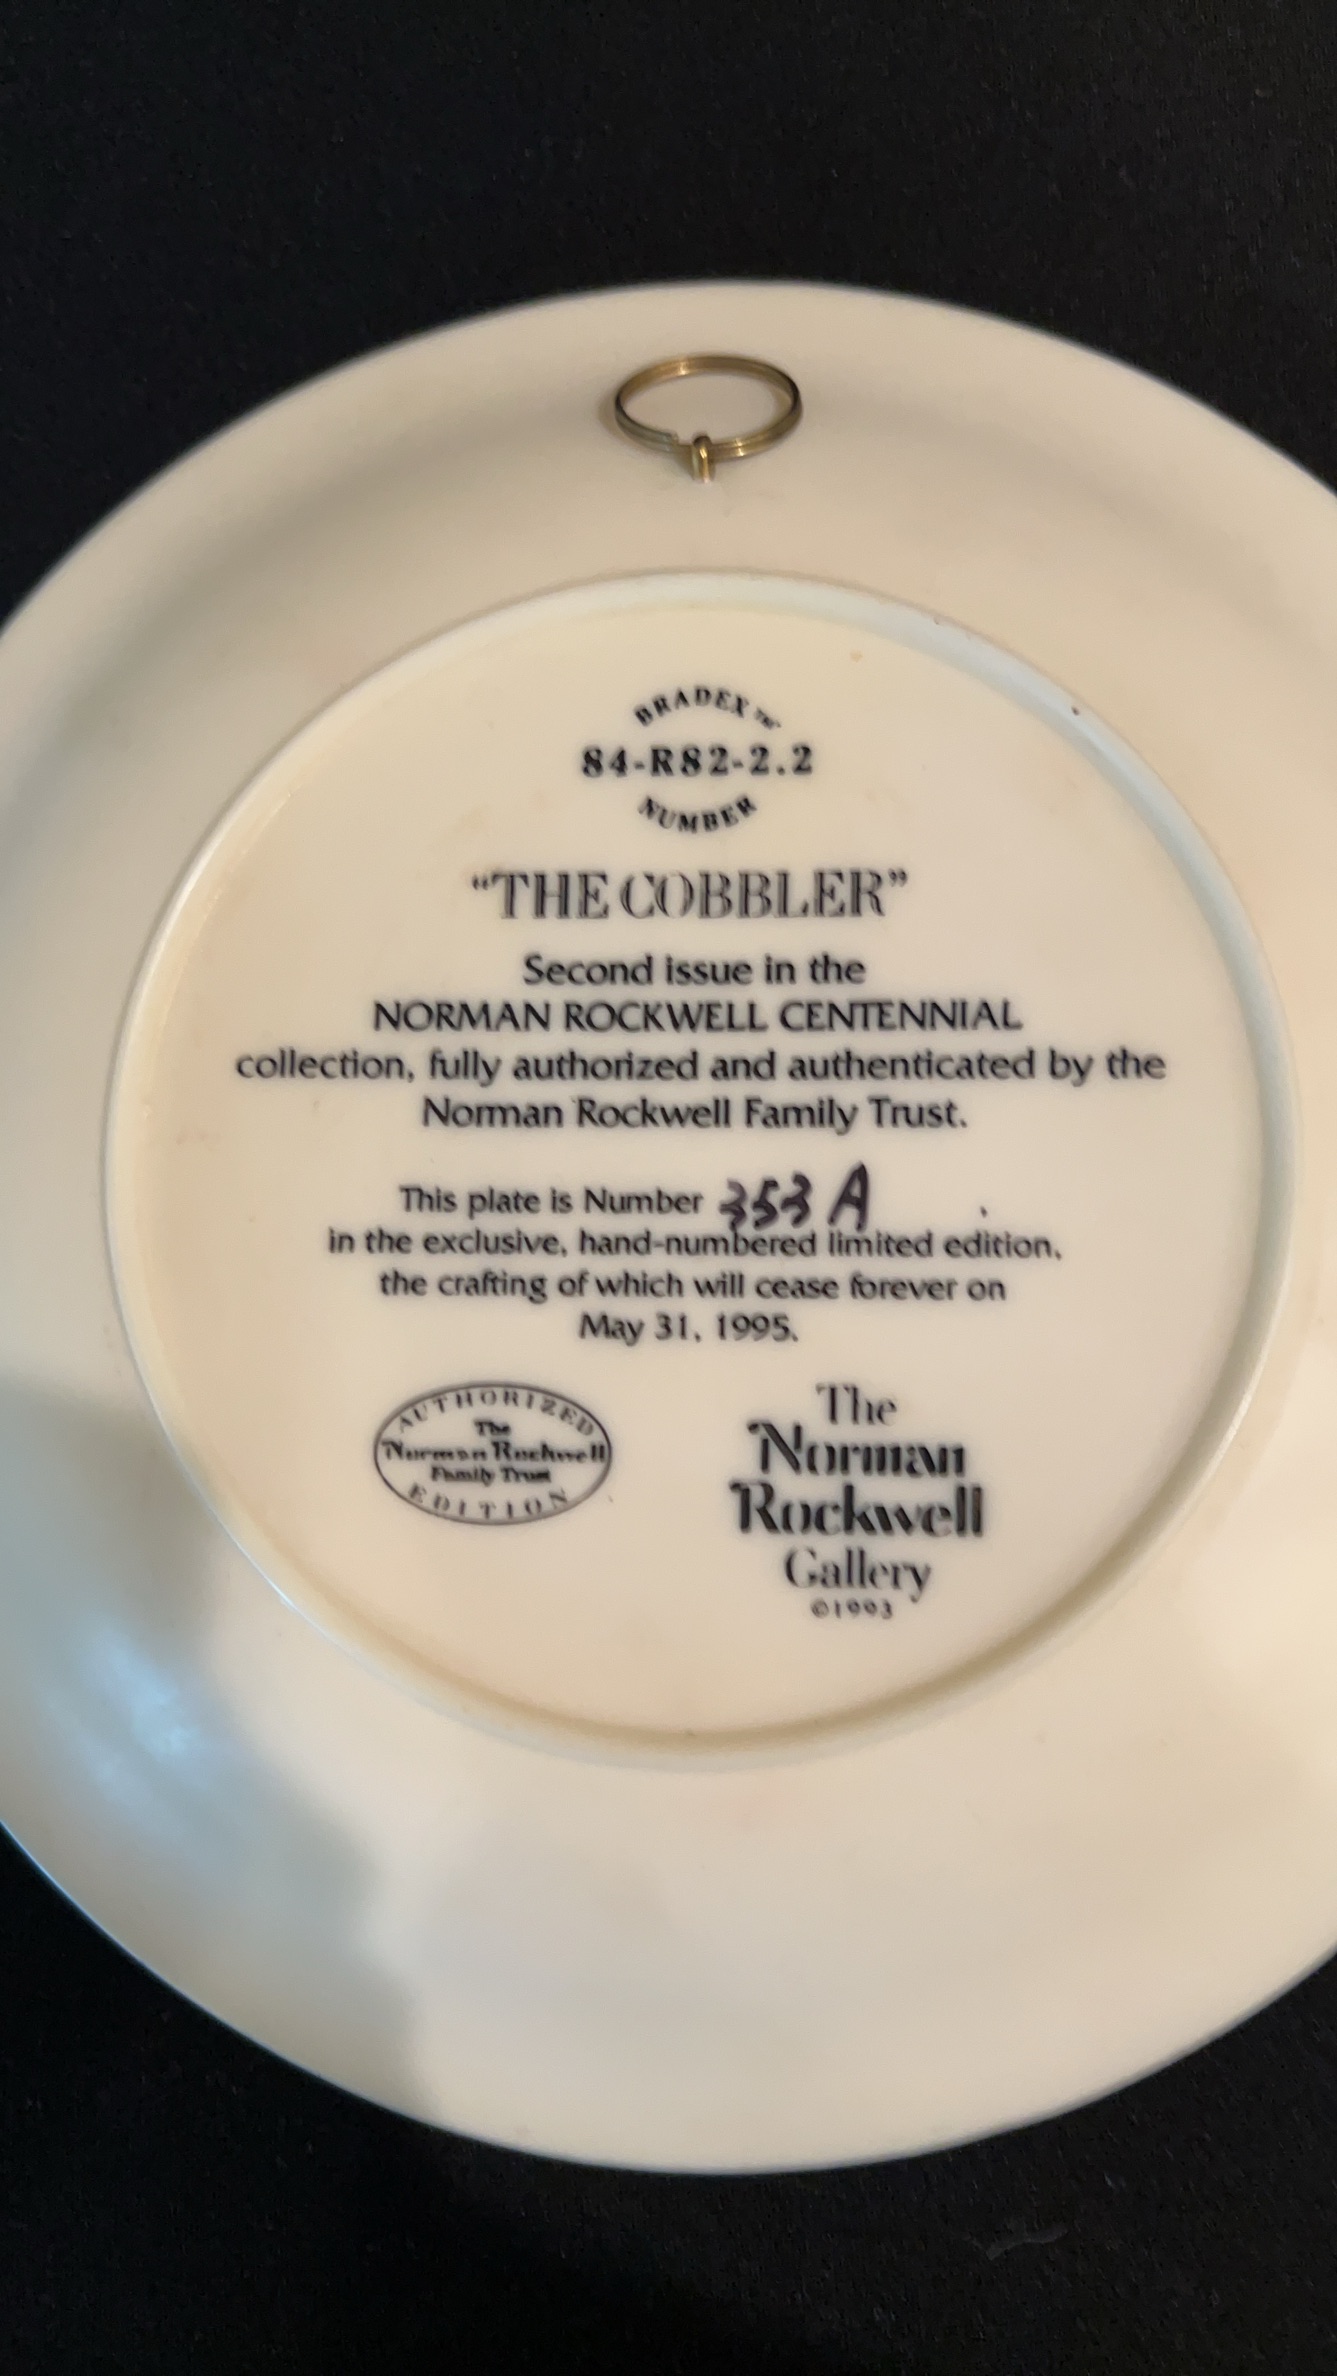 BRADEX™
84-R82-2.2
NUMBER
“THE COBBLER”
Second issue in the
NORMAN ROCKWELL CENTENNIAL
collection, fully authorized and authenticated by the
Norman Rockwell Family Trust.
This plate is Number 353 A
in the exclusive, hand-numbered limited edition,
the crafting of which will cease forever on
May 31, 1995.
AUTHORIZED
The
Norman Rockwell
Family Trust
EDITION
The
Norman
Rockwell
Gallery
©1993